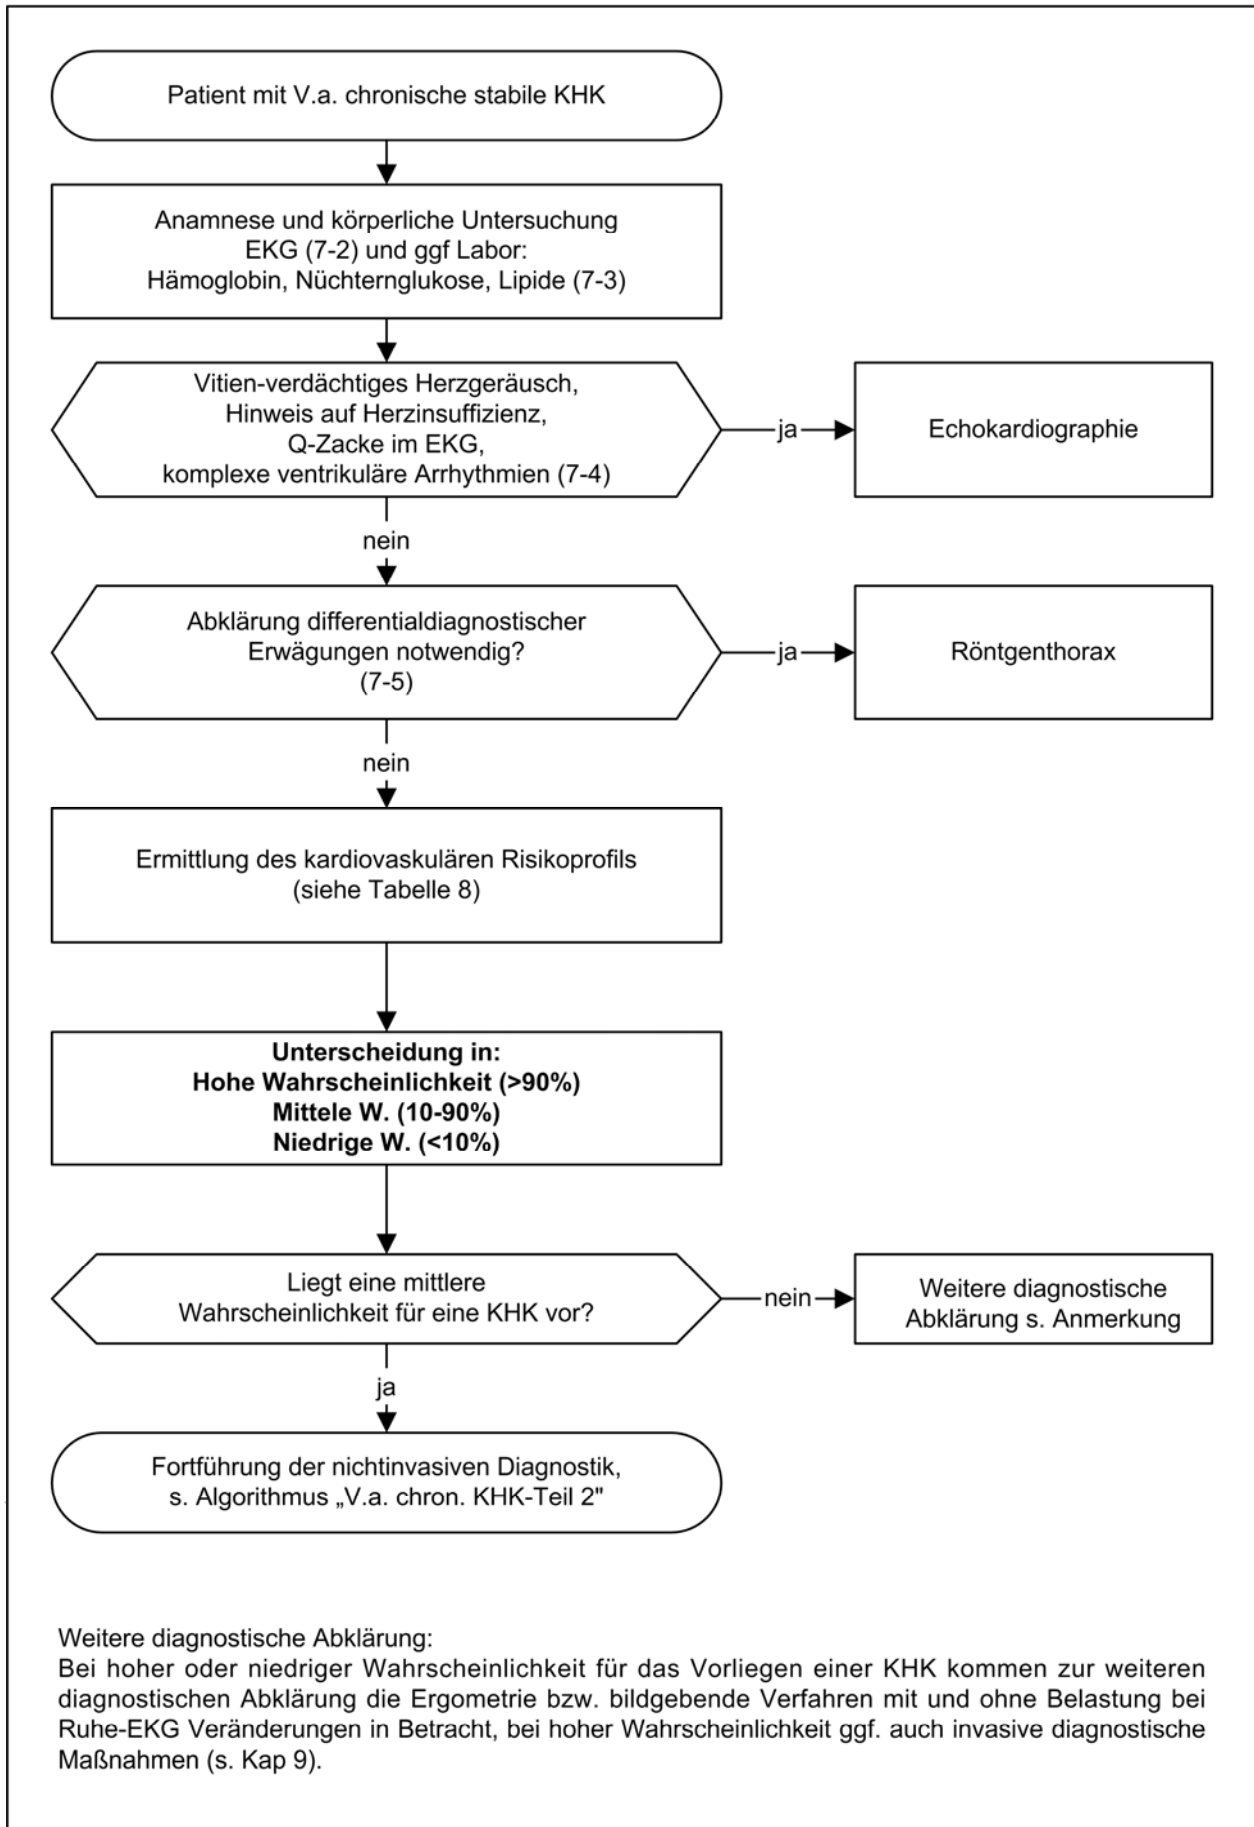 Patient mit V.a. chronische stabile KHK
Anamnese und körperliche Untersuchung
EKG (7-2) und ggf Labor:
Hämoglobin, Nüchternglukose, Lipide (7-3)
Vitien-verdächtiges Herzgeräusch,
Hinweis auf Herzinsuffizienz,
Q-Zacke im EKG,
komplexe ventrikuläre Arrhythmien (7-4)
ja
Echokardiographie
nein
Abklärung differentialdiagnostischer
Erwägungen notwendig?
(7-5)
ja
Röntgenthorax
nein
Ermittlung des kardiovaskulären Risikoprofils
(siehe Tabelle 8)
Unterscheidung in:
Hohe Wahrscheinlichkeit (>90%)
Mittele W. (10-90%)
Niedrige W. (<10%)
Liegt eine mittlere
Wahrscheinlichkeit für eine KHK vor?
nein
Weitere diagnostische
Abklärung s. Anmerkung
ja
Fortführung der nichtinvasiven Diagnostik,
s. Algorithmus „V.a. chron. KHK-Teil 2"
Weitere diagnostische Abklärung:
Bei hoher oder niedriger Wahrscheinlichkeit für das Vorliegen einer KHK kommen zur weiteren
diagnostischen Abklärung die Ergometrie bzw. bildgebende Verfahren mit und ohne Belastung bei
Ruhe-EKG Veränderungen in Betracht, bei hoher Wahrscheinlichkeit ggf. auch invasive diagnostische
Maßnahmen (s. Kap 9).